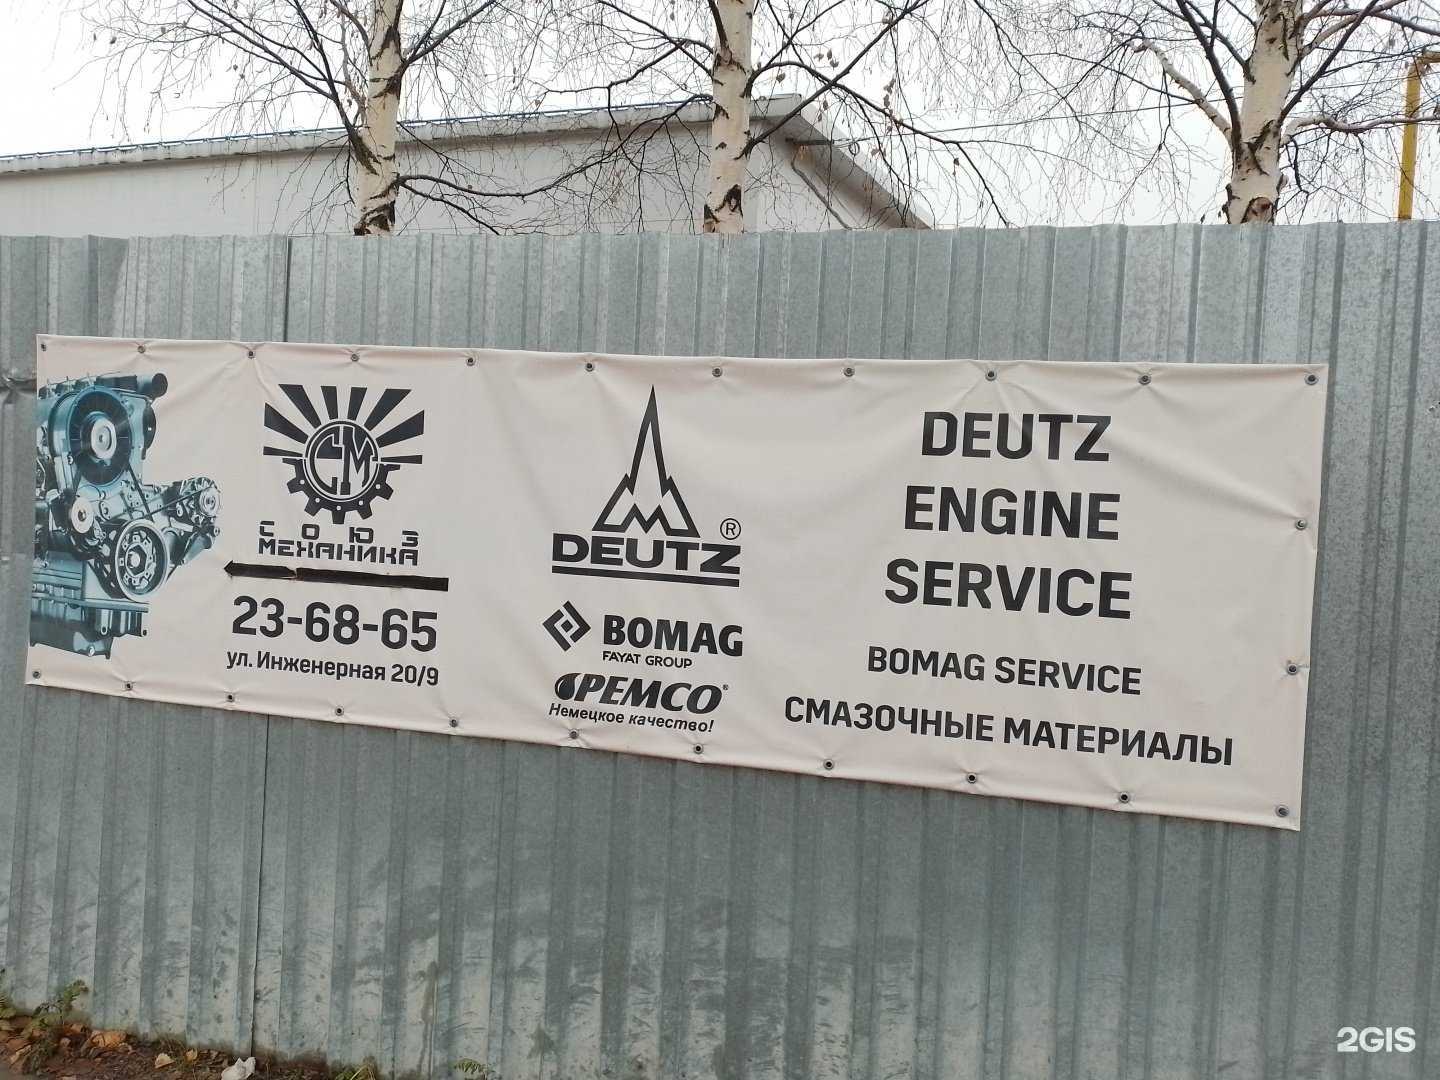 СМ
СОЮЗ
МЕХАНИКА
23-68-65
ул. Инженерная 20/9
DEUTZ®
BOMAG
FAYAT GROUP
PEMCO®
Немецкое качество!
DEUTZ
ENGINE
SERVICE
BOMAG SERVICE
СМАЗОЧНЫЕ МАТЕРИАЛЫ
2GIS